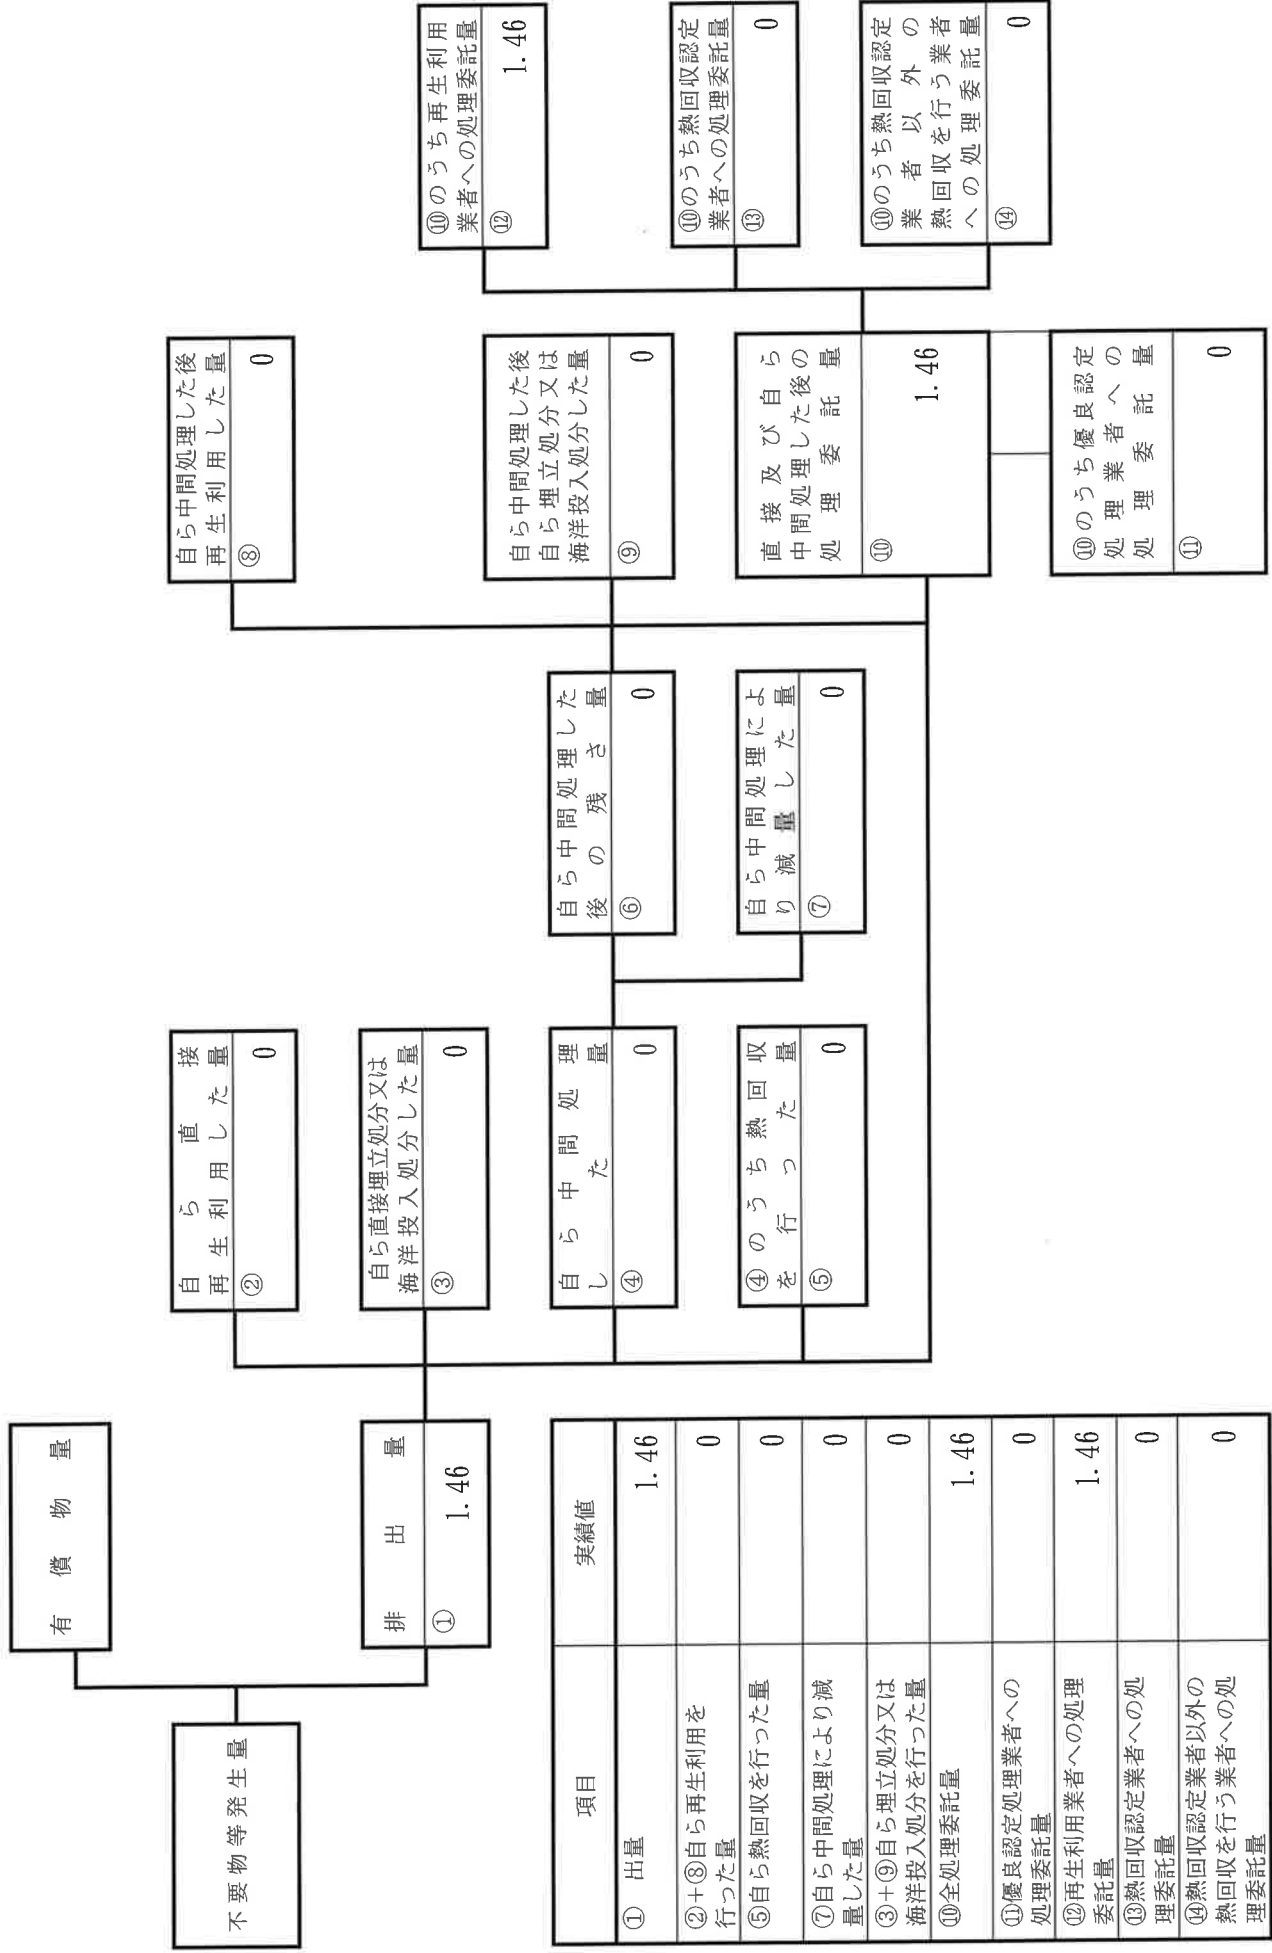 不要物等発生量
有償物量
排出量
① 1.46
自ら直接
再生利用した量
② 0
自ら直接埋立処分又は
海洋投入処分した量
③ 0
自ら中間処理
した量
④ 0
④のうち熱回収
を行った量
⑤ 0
自ら中間処理した
後の残さ量
⑥ 0
自ら中間処理によ
り減量した量
⑦ 0
自ら中間処理した後
再生利用した量
⑧ 0
自ら中間処理した後
自ら埋立処分又は
海洋投入処分した量
⑨ 0
直接及び自ら
中間処理した後の
処理委託量
⑩ 1.46
⑩のうち優良認定
処理業者への
処理委託量
⑪ 0
⑩のうち再生利用
業者への処理委託量
⑫ 1.46
⑩のうち熱回収認定
業者への処理委託量
⑬ 0
⑩のうち熱回収認定
業者以外の
熱回収を行う業者
への処理委託量
⑭ 0
項目 実績値
① 出量 1.46
②+⑧自ら再生利用を
行った量 0
⑤自ら熱回収を行った量 0
⑦自ら中間処理により減
量した量 0
③+⑨自ら埋立処分又は
海洋投入処分を行った量 0
⑩全処理委託量 1.46
⑪優良認定処理業者への
処理委託量 0
⑫再生利用業者への処理
委託量 1.46
⑬熱回収認定業者への処
理委託量 0
⑭熱回収認定業者以外の
熱回収を行う業者への処
理委託量 0